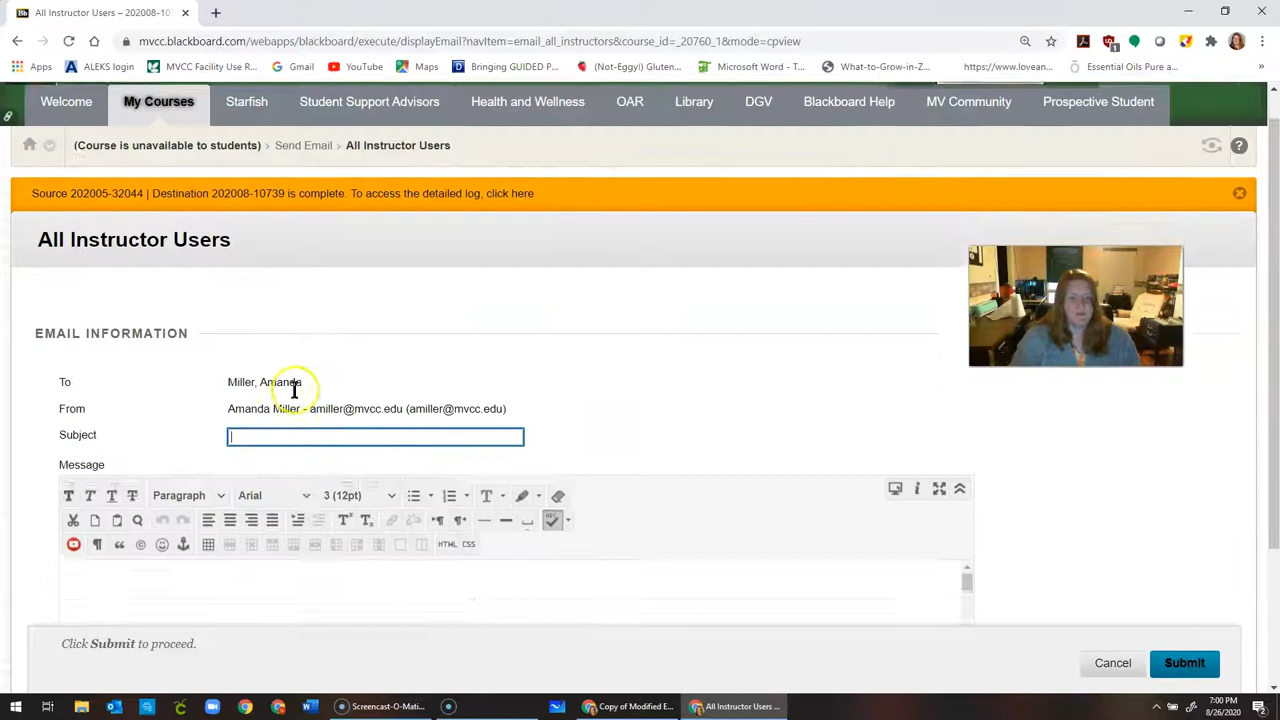 All Instructor Users – 202008-10
mvcc.blackboard.com/webapps/blackboard/execute/displayEmail?navItem=email_all_instructors&course_id=_20760_1&mode=cpview
Apps ALEKS login MVCC Facility Use R... Gmail YouTube Maps Bringing GUIDED P... (Not-Eggy!) Gluten... Microsoft Word - T... What-to-Grow-in-Z... https://www.lovean... Essential Oils Pure a...
Welcome My Courses Starfish Student Support Advisors Health and Wellness OAR Library DGV Blackboard Help MV Community Prospective Student
(Course is unavailable to students) > Send Email > All Instructor Users ?
Source 202005-32044 | Destination 202008-10739 is complete. To access the detailed log, click here
All Instructor Users
EMAIL INFORMATION
To Miller, Amanda
From Amanda Miller - amiller@mvcc.edu (amiller@mvcc.edu)
Subject
Message
T T T T Paragraph Arial 3 (12pt) T i
HTML CSS
Click Submit to proceed.
Cancel Submit
Screencast-O-Mati... Copy of Modified E... All Instructor Users ... 7:00 PM
8/26/2020